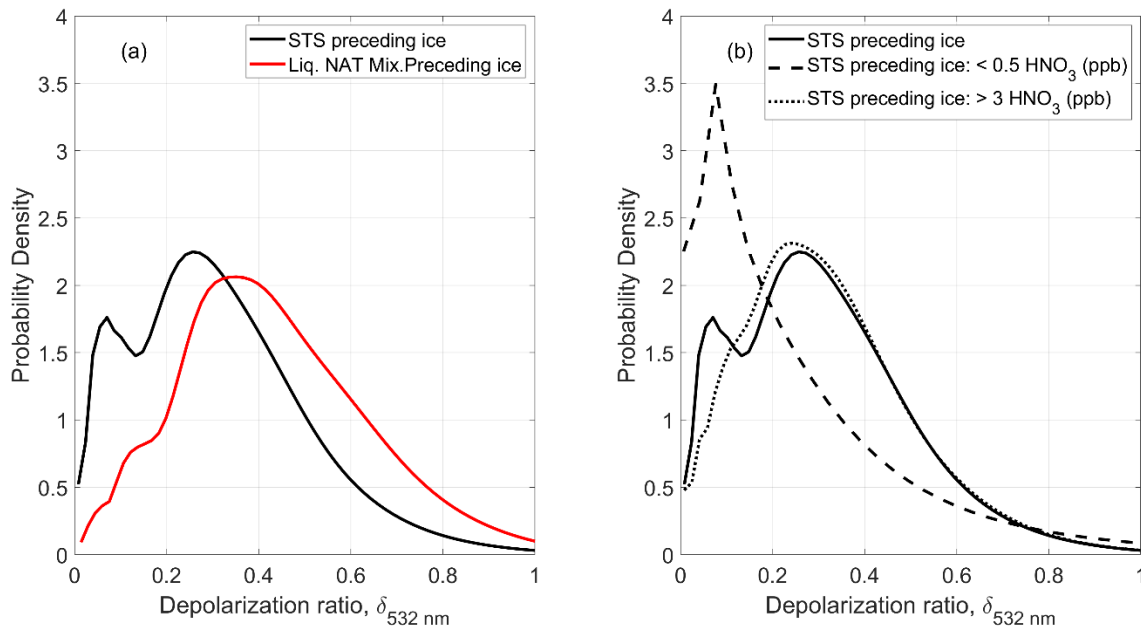 (a)
STS preceding ice
Liq. NAT Mix.Preceding ice
4
3.5
3
2.5
2
1.5
1
0.5
0
Probability Density
0 0.2 0.4 0.6 0.8 1
Depolarization ratio, δ532 nm
(b)
STS preceding ice
STS preceding ice: < 0.5 HNO3 (ppb)
STS preceding ice: > 3 HNO3 (ppb)
4
3.5
3
2.5
2
1.5
1
0.5
0
Probability Density
0 0.2 0.4 0.6 0.8 1
Depolarization ratio, δ532 nm